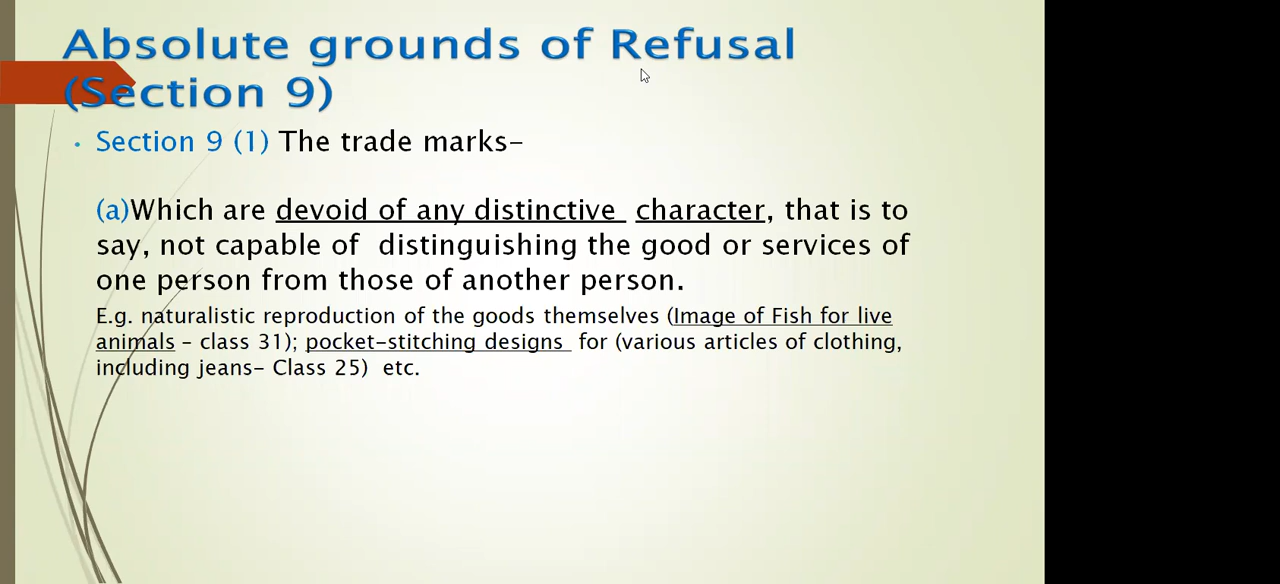 Absolute grounds of Refusal
(Section 9)
• Section 9 (1) The trade marks–
(a)Which are devoid of any distinctive character, that is to
say, not capable of distinguishing the good or services of
one person from those of another person.
E.g. naturalistic reproduction of the goods themselves (Image of Fish for live
animals – class 31); pocket-stitching designs for (various articles of clothing,
including jeans– Class 25) etc.